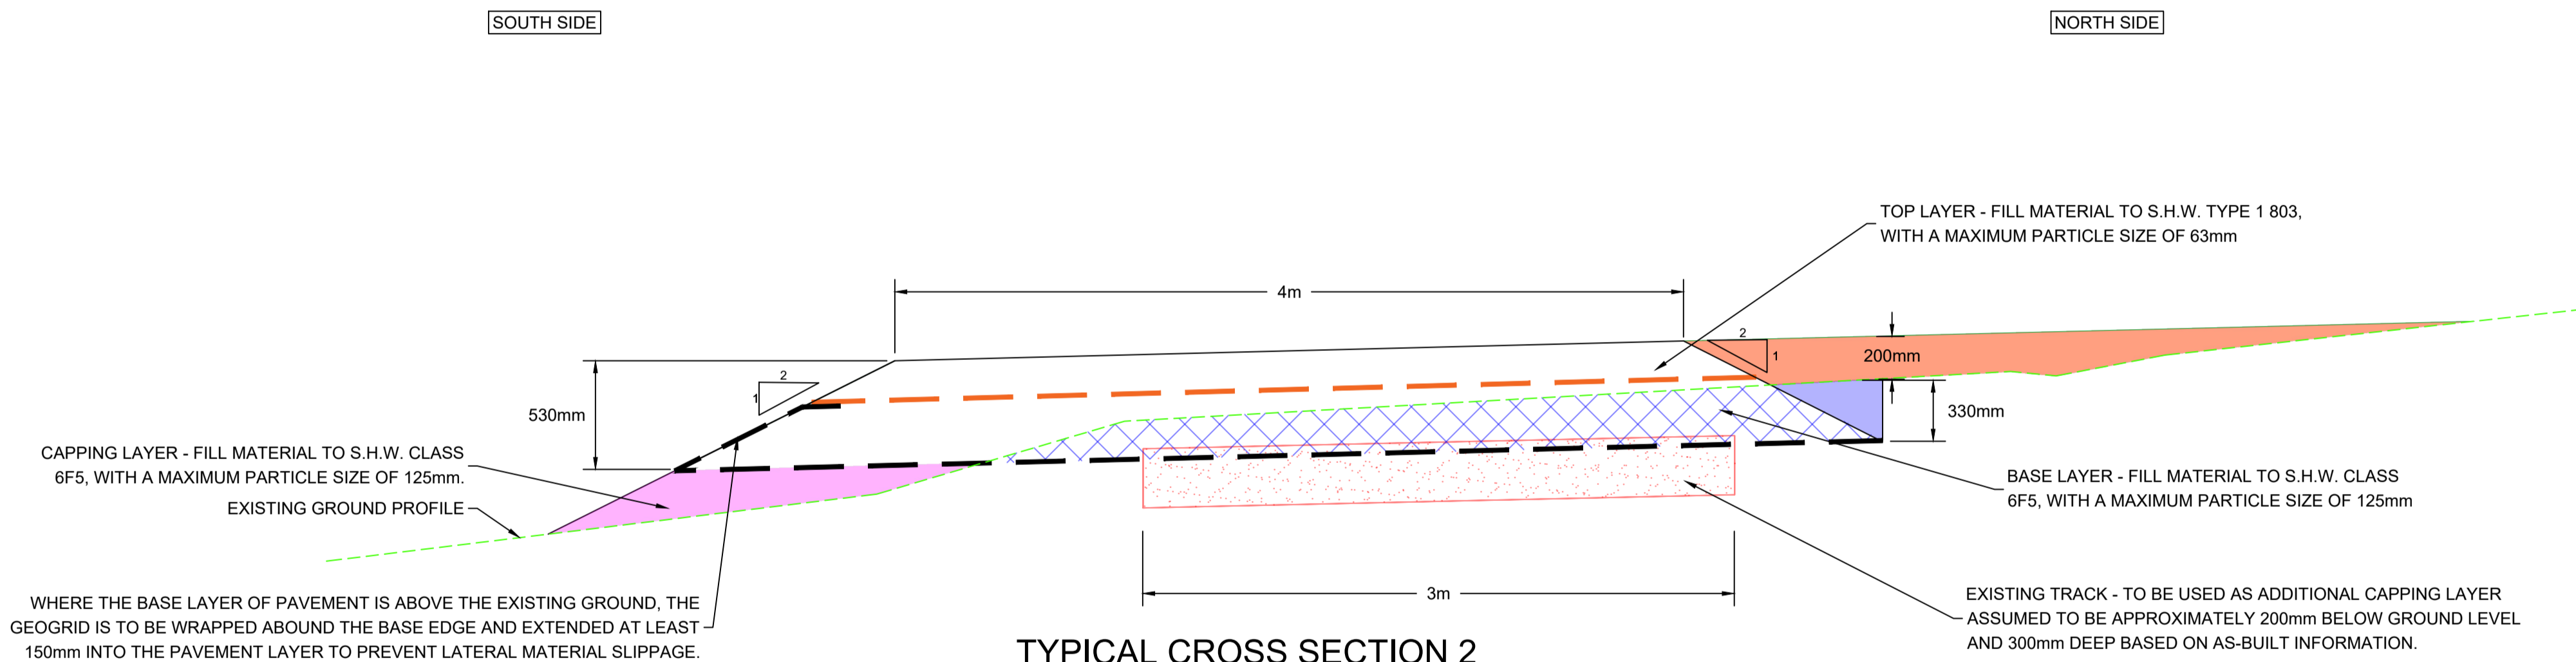 SOUTH SIDE
NORTH SIDE
TOP LAYER - FILL MATERIAL TO S.H.W. TYPE 1 803,
WITH A MAXIMUM PARTICLE SIZE OF 63mm
4m
2
1
200mm
2
1
530mm
330mm
CAPPING LAYER - FILL MATERIAL TO S.H.W. CLASS
6F5, WITH A MAXIMUM PARTICLE SIZE OF 125mm.
EXISTING GROUND PROFILE
BASE LAYER - FILL MATERIAL TO S.H.W. CLASS
6F5, WITH A MAXIMUM PARTICLE SIZE OF 125mm
WHERE THE BASE LAYER OF PAVEMENT IS ABOVE THE EXISTING GROUND, THE
GEOGRID IS TO BE WRAPPED ABOUND THE BASE EDGE AND EXTENDED AT LEAST
150mm INTO THE PAVEMENT LAYER TO PREVENT LATERAL MATERIAL SLIPPAGE.
3m
EXISTING TRACK - TO BE USED AS ADDITIONAL CAPPING LAYER
ASSUMED TO BE APPROXIMATELY 200mm BELOW GROUND LEVEL
AND 300mm DEEP BASED ON AS-BUILT INFORMATION.
TYPICAL CROSS SECTION 2